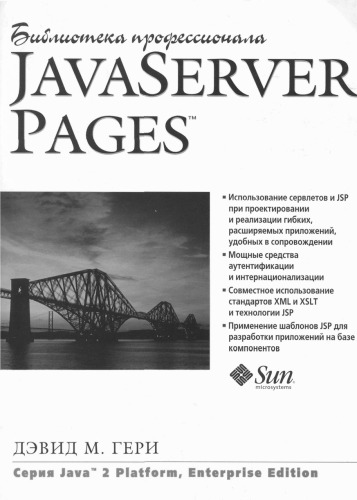 Библиотека профессионала
JAVASERVER
PAGES™
▪ Использование сервлетов и JSP
при проектировании
и реализации гибких,
расширяемых приложений,
удобных в сопровождении
▪ Мощные средства
аутентификации
и интернационализации
▪ Совместное использование
стандартов XML и XSLT
и технологии JSP
▪ Применение шаблонов JSP для
разработки приложений на базе
компонентов
Sun
microsystems
ДЭВИД М. ГЕРИ
Серия Java™ 2 Platform, Enterprise Edition